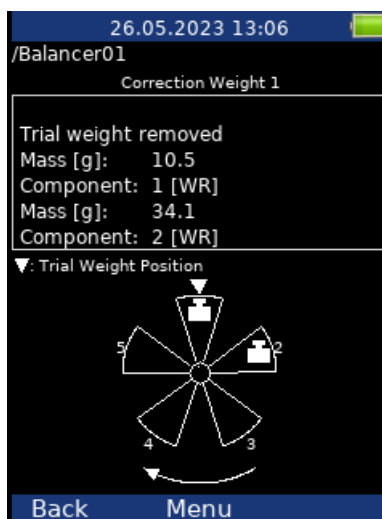 26.05.2023 13:06
/Balancer01
Correction Weight 1
Trial weight removed
Mass [g]: 10.5
Component: 1 [WR]
Mass [g]: 34.1
Component: 2 [WR]
▼: Trial Weight Position
5 2
4 3
Back Menu